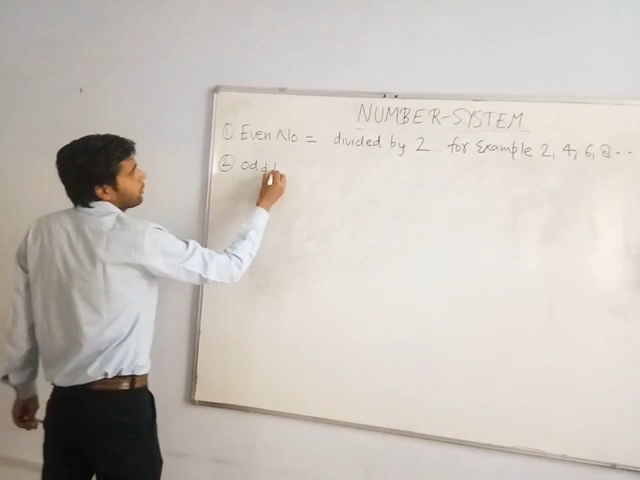 NUMBER-SYSTEM
① Even No = divided by 2. for Example 2, 4, 6, 8..
② odd